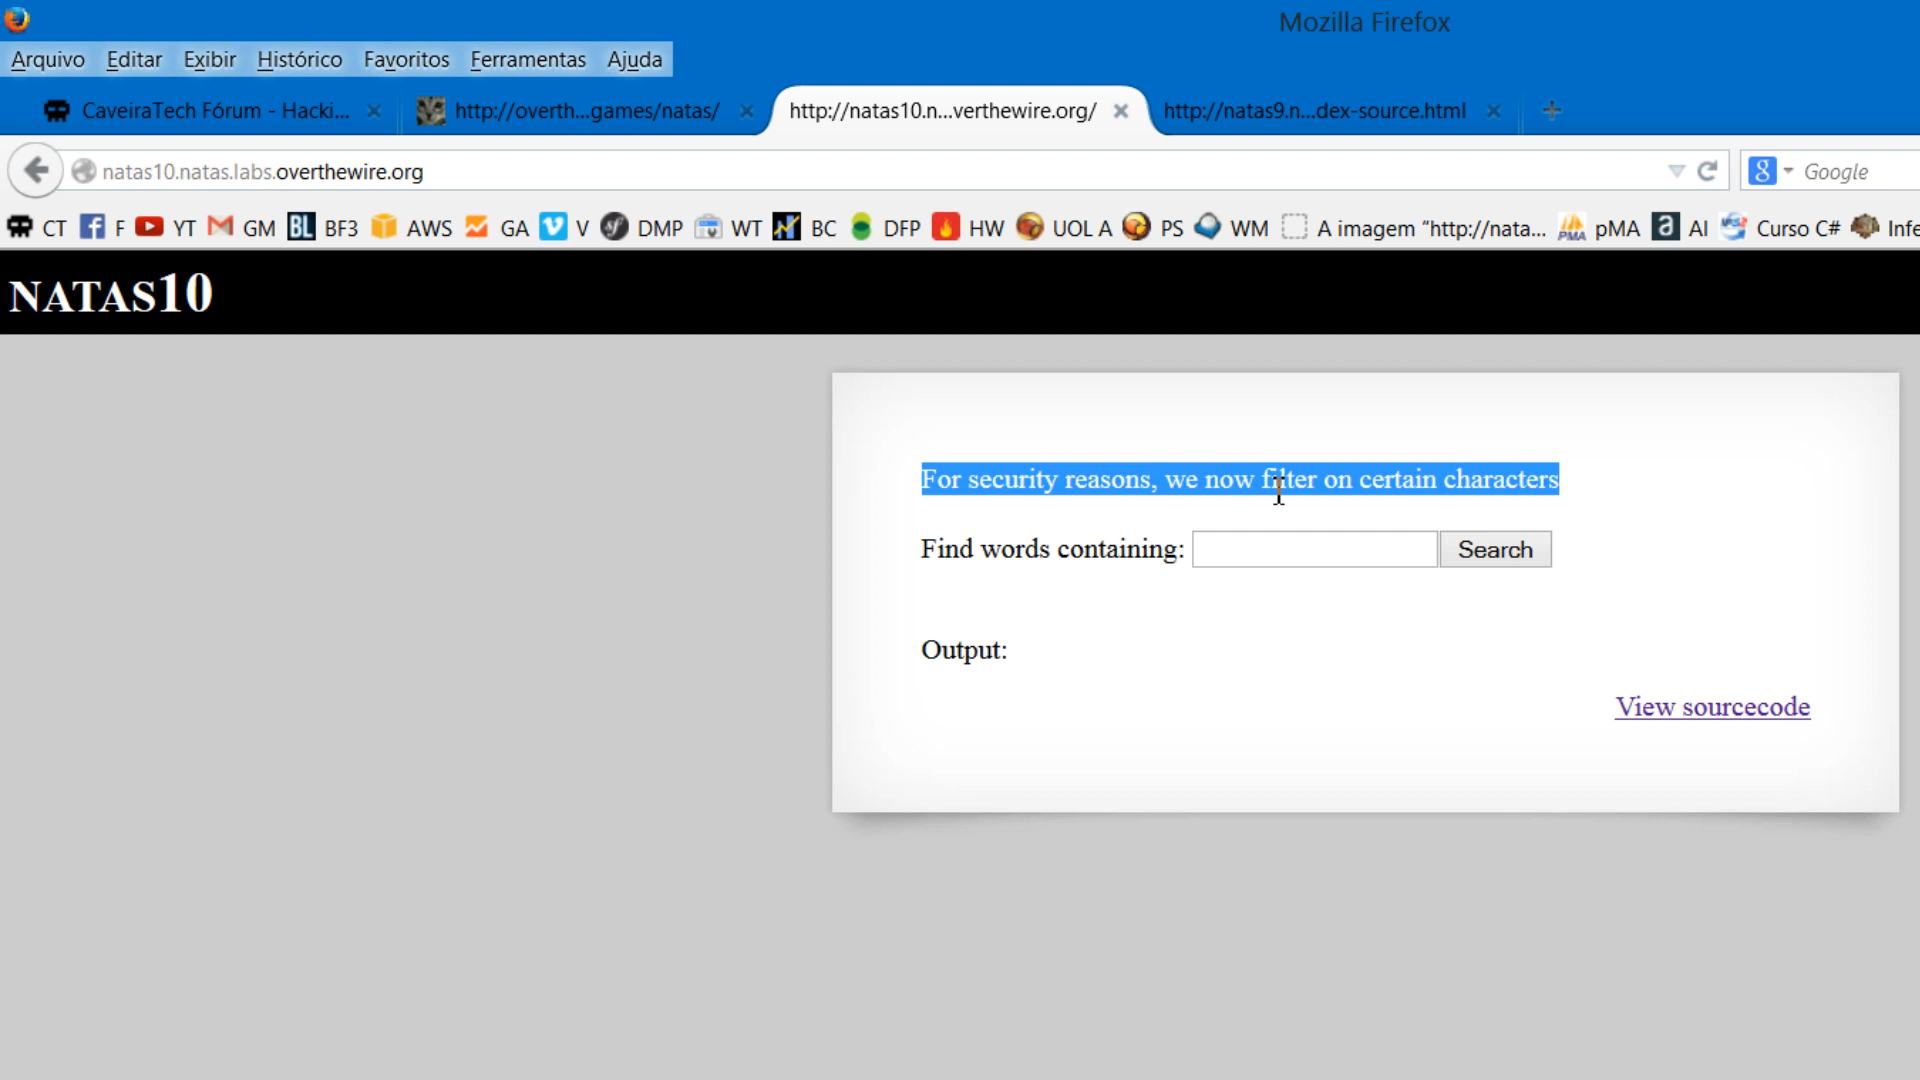 Mozilla Firefox
Arquivo Editar Exibir Histórico Favoritos Ferramentas Ajuda
CaveiraTech Fórum - Hacki... http://overth...games/natas/ http://natas10.n...verthewire.org/ http://natas9.n...dex-source.html
natas10.natas.labs.overthewire.org Google
CT F YT GM BL BF3 AWS GA V DMP WT BC DFP HW UOL A PS WM A imagem “http://nata... pMA AI Curso C# Infe
NATAS10
For security reasons, we now filter on certain characters
Find words containing: Search
Output:
View sourcecode